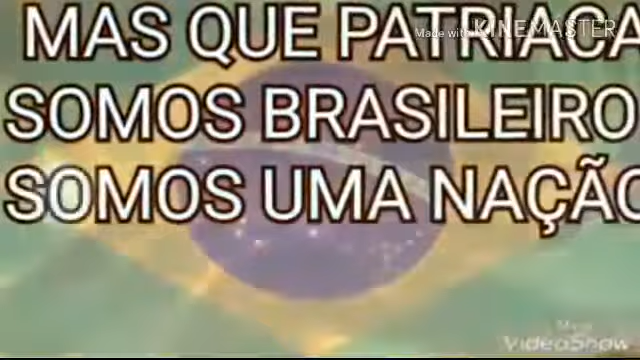 MAS QUE PATRIACA
Made with KINEMASTER
SOMOS BRASILEIRO
SOMOS UMA NAÇÃO
VideoShow